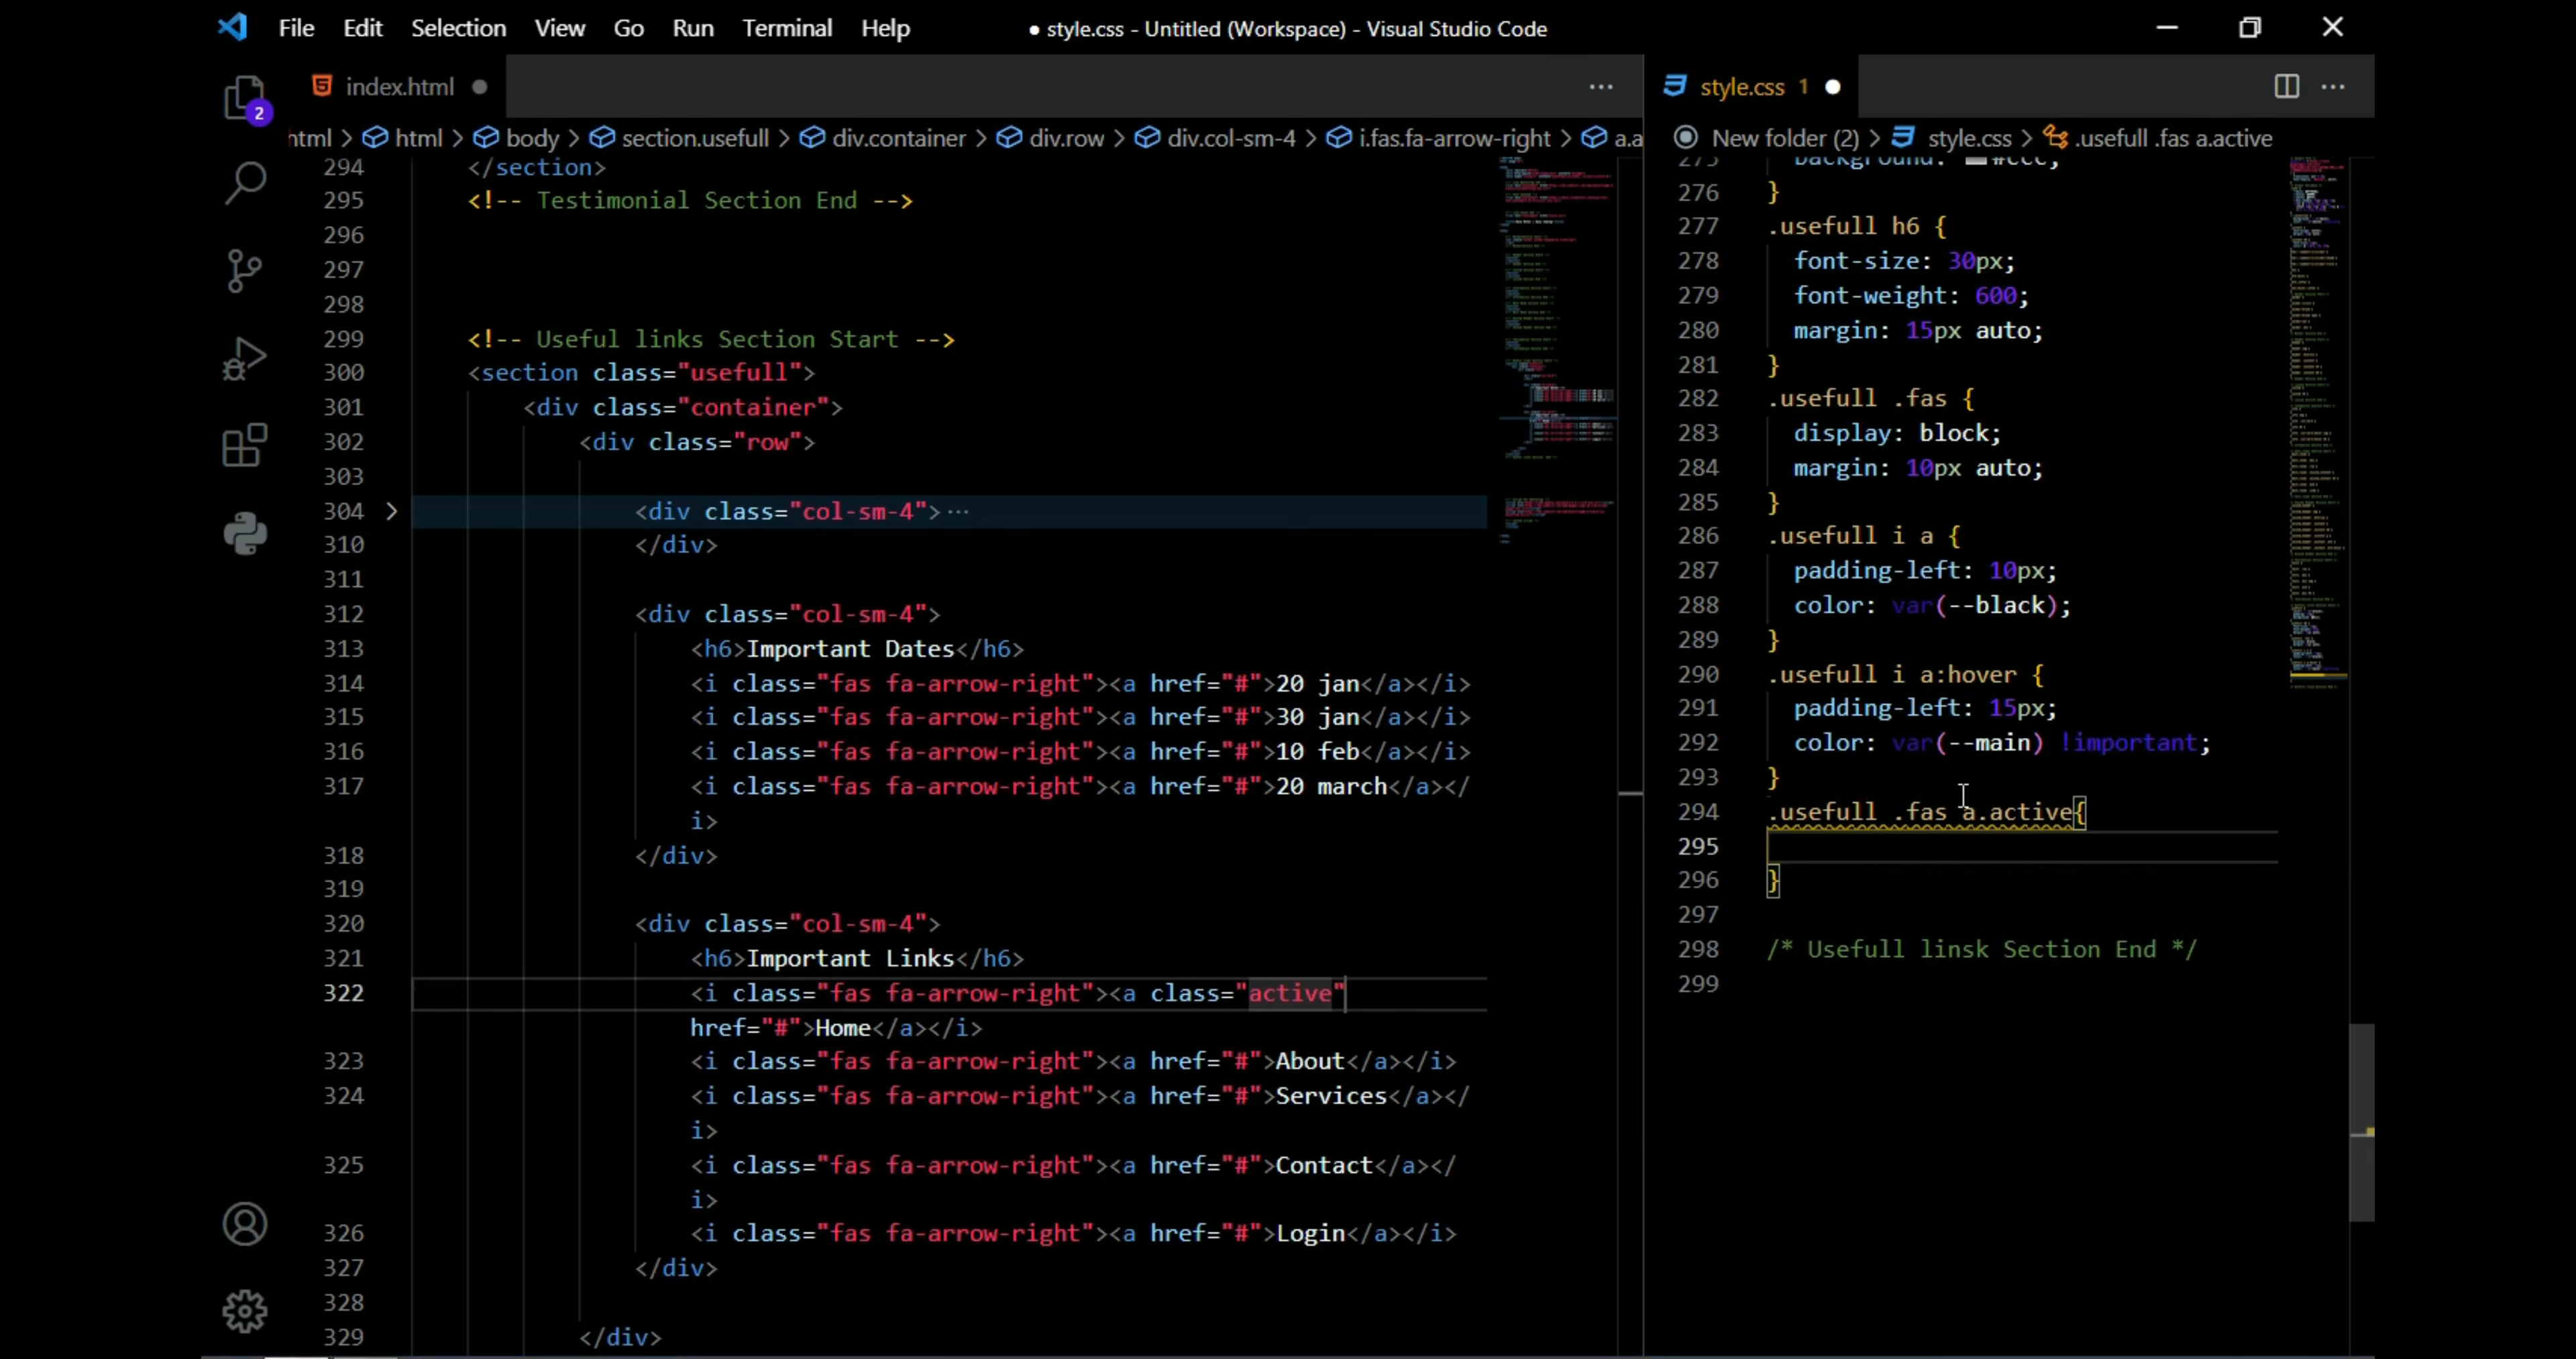 File Edit Selection View Go Run Terminal Help ● style.css - Untitled (Workspace) - Visual Studio Code
2
index.html ●
html > html > body > section.usefull > div.container > div.row > div.col-sm-4 > i.fas.fa-arrow-right > a.a
294 </section>
295 <!-- Testimonial Section End -->
296
297
298
299 <!-- Useful links Section Start -->
300 <section class="usefull">
301 <div class="container">
302 <div class="row">
303
304 <div class="col-sm-4">···
310 </div>
311
312 <div class="col-sm-4">
313 <h6>Important Dates</h6>
314 <i class="fas fa-arrow-right"><a href="#">20 jan</a></i>
315 <i class="fas fa-arrow-right"><a href="#">30 jan</a></i>
316 <i class="fas fa-arrow-right"><a href="#">10 feb</a></i>
317 <i class="fas fa-arrow-right"><a href="#">20 march</a></
i>
318 </div>
319
320 <div class="col-sm-4">
321 <h6>Important Links</h6>
322 <i class="fas fa-arrow-right"><a class="active"
href="#">Home</a></i>
323 <i class="fas fa-arrow-right"><a href="#">About</a></i>
324 <i class="fas fa-arrow-right"><a href="#">Services</a></
i>
325 <i class="fas fa-arrow-right"><a href="#">Contact</a></
i>
326 <i class="fas fa-arrow-right"><a href="#">Login</a></i>
327 </div>
328
329 </div>
style.css 1 ●
New folder (2) > style.css > .usefull .fas a.active
275 background: #ccc;
276 }
277 .usefull h6 {
278 font-size: 30px;
279 font-weight: 600;
280 margin: 15px auto;
281 }
282 .usefull .fas {
283 display: block;
284 margin: 10px auto;
285 }
286 .usefull i a {
287 padding-left: 10px;
288 color: var(--black);
289 }
290 .usefull i a:hover {
291 padding-left: 15px;
292 color: var(--main) !important;
293 }
294 .usefull .fas a.active{
295
296 }
297
298 /* Usefull linsk Section End */
299